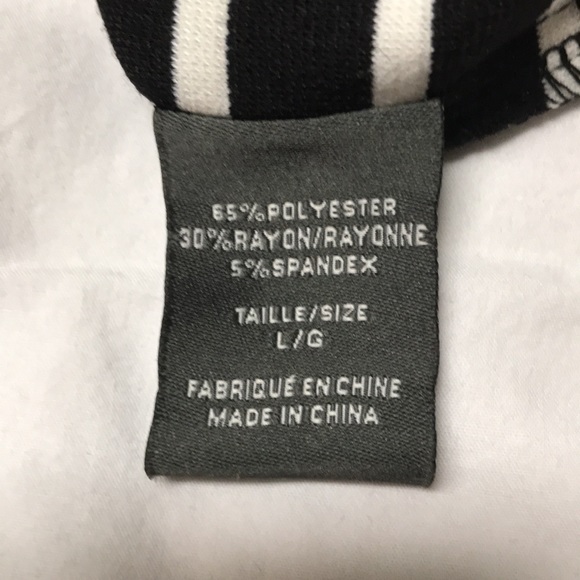 65%POLYESTER
30%RAYON/RAYONNE
5%SPANDEX
TAILLE/SIZE
L/G
FABRIQUÉ EN CHINE
MADE IN CHINA